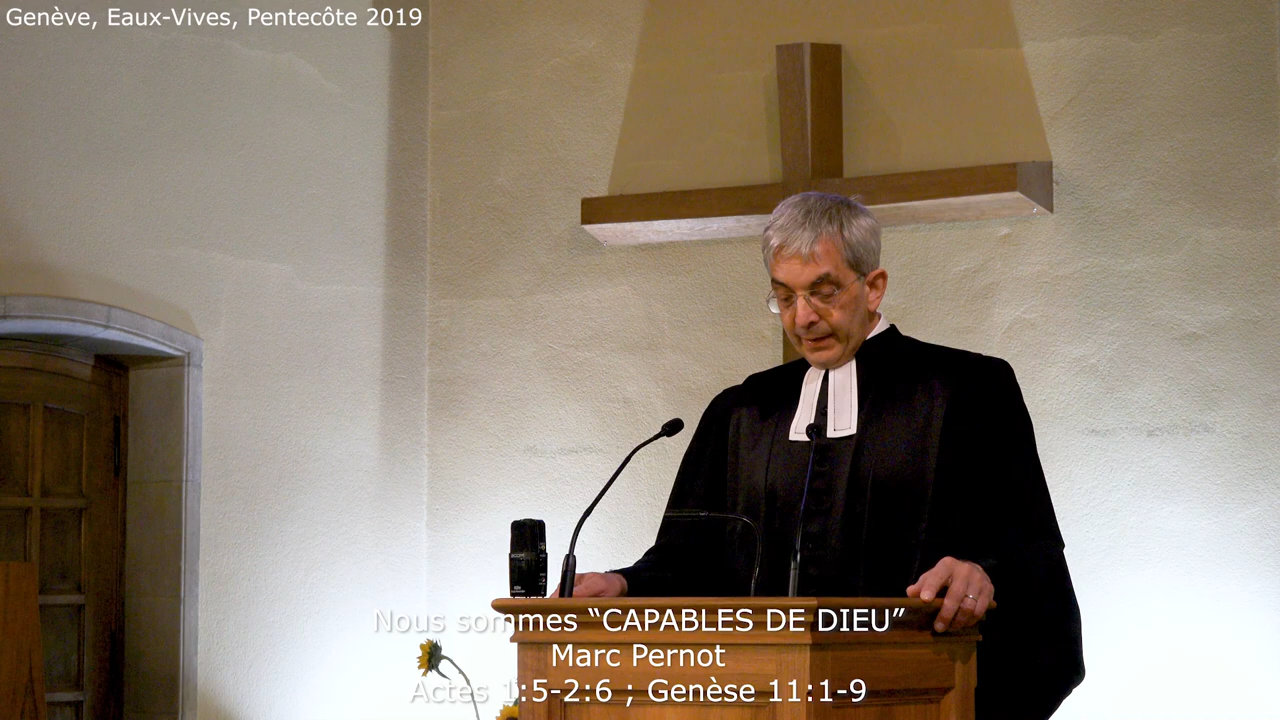 Genève, Eaux-Vives, Pentecôte 2019
Nous sommes “CAPABLES DE DIEU”
Marc Pernot
Actes 1:5-2:6 ; Genèse 11:1-9